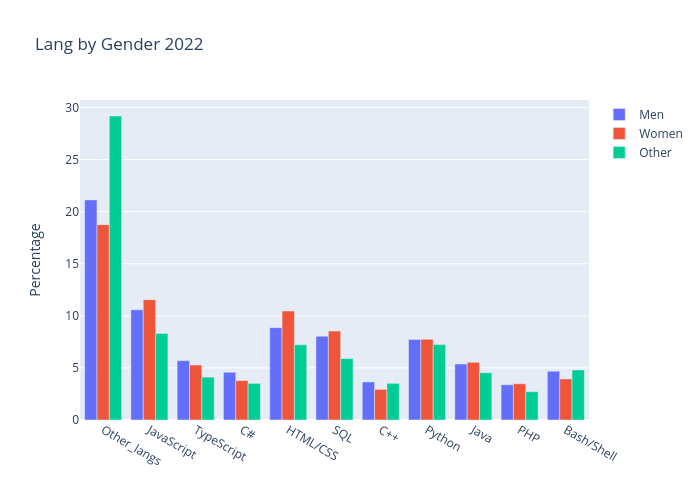 Lang by Gender 2022
Men
Women
Other
Percentage
30
25
20
15
10
5
0
Other_langs
JavaScript
TypeScript
C#
HTML/CSS
SQL
C++
Python
Java
PHP
Bash/Shell